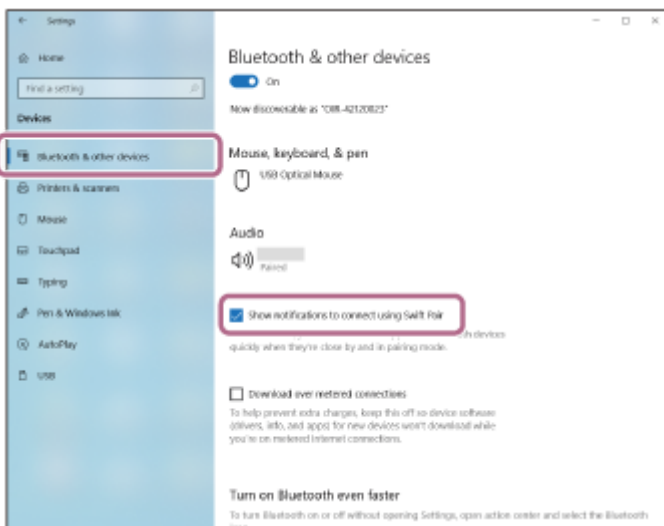 Settings
Home
Find a setting
Devices
Bluetooth & other devices
Printers & scanners
Mouse
Touchpad
Typing
Pen & Windows Ink
AutoPlay
USB
Bluetooth & other devices
On
Now discoverable as
Mouse, keyboard, & pen
USB Optical Mouse
Audio
Paired
Show notifications to connect using Swift Pair
devices
quickly when they're close by and in pairing mode.
Download over metered connections
To help prevent extra charges, keep this off so device software
(drivers, info, and apps) for new devices won't download while
you're on metered Internet connections.
Turn on Bluetooth even faster
To turn Bluetooth on or off without opening Settings, open action center and select the Bluetooth